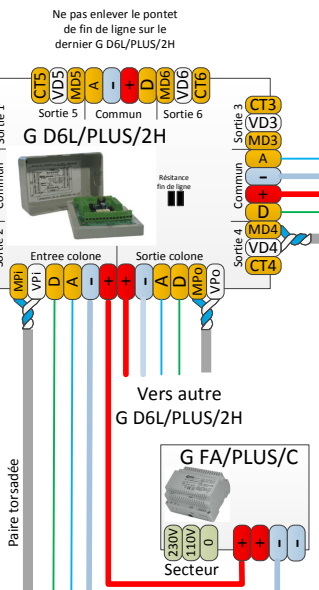 Ne pas enlever le pontet
de fin de ligne sur le
dernier G D6L/PLUS/2H
CT5 VD5 MD5 A - + D MD6 VD6 CT6
Sortie 5 Commun Sortie 6
G D6L/PLUS/2H
Sortie 1
Commun
Sortie 2
Résitance
fin de ligne
Sortie 3
Commun
Sortie 4
CT3
VD3
MD3
A
-
+
D
MD4
VD4
CT4
Entree colone Sortie colone
MPi VPi D A - + + - A D MPo VPo
Vers autre
G D6L/PLUS/2H
Paire torsadée
G FA/PLUS/C
230V 110V 0 + + - -
Secteur